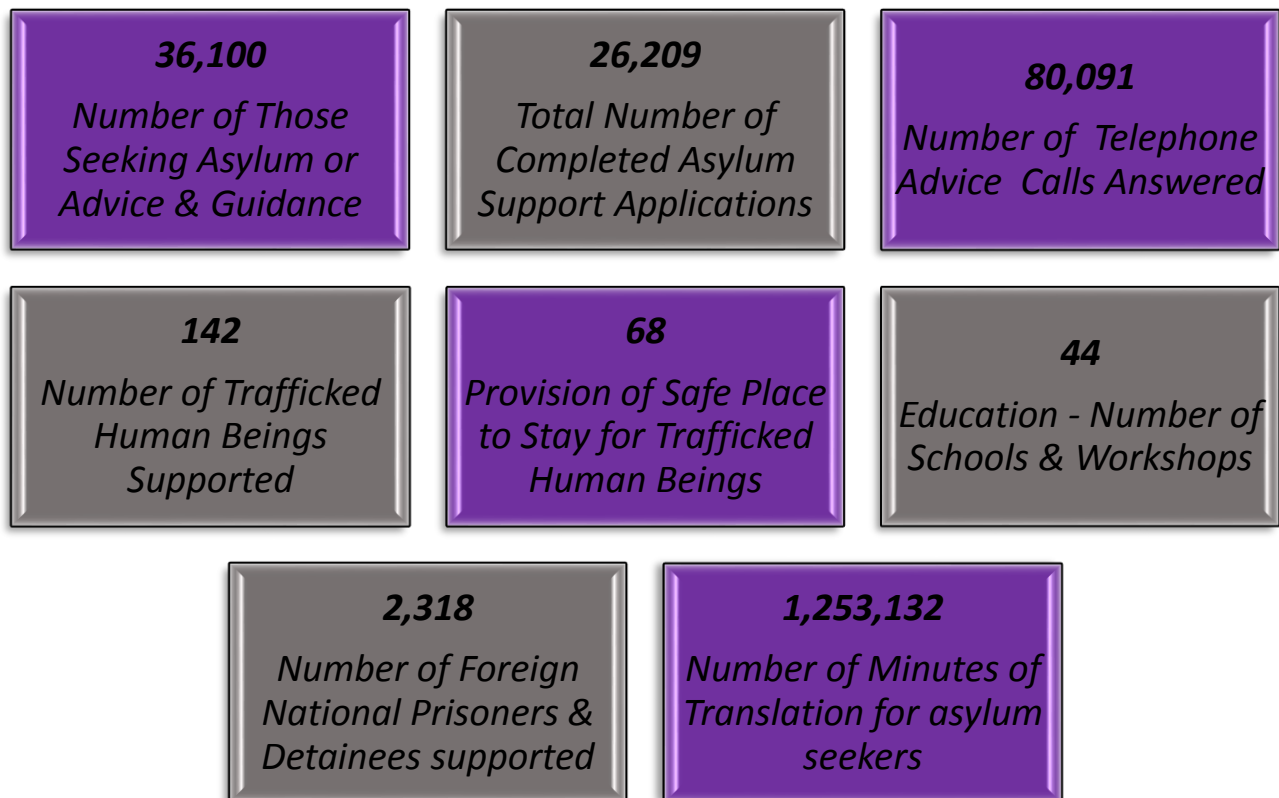 36,100
Number of Those
Seeking Asylum or
Advice & Guidance
26,209
Total Number of
Completed Asylum
Support Applications
80,091
Number of Telephone
Advice Calls Answered
142
Number of Trafficked
Human Beings
Supported
68
Provision of Safe Place
to Stay for Trafficked
Human Beings
44
Education - Number of
Schools & Workshops
2,318
Number of Foreign
National Prisoners &
Detainees supported
1,253,132
Number of Minutes of
Translation for asylum
seekers